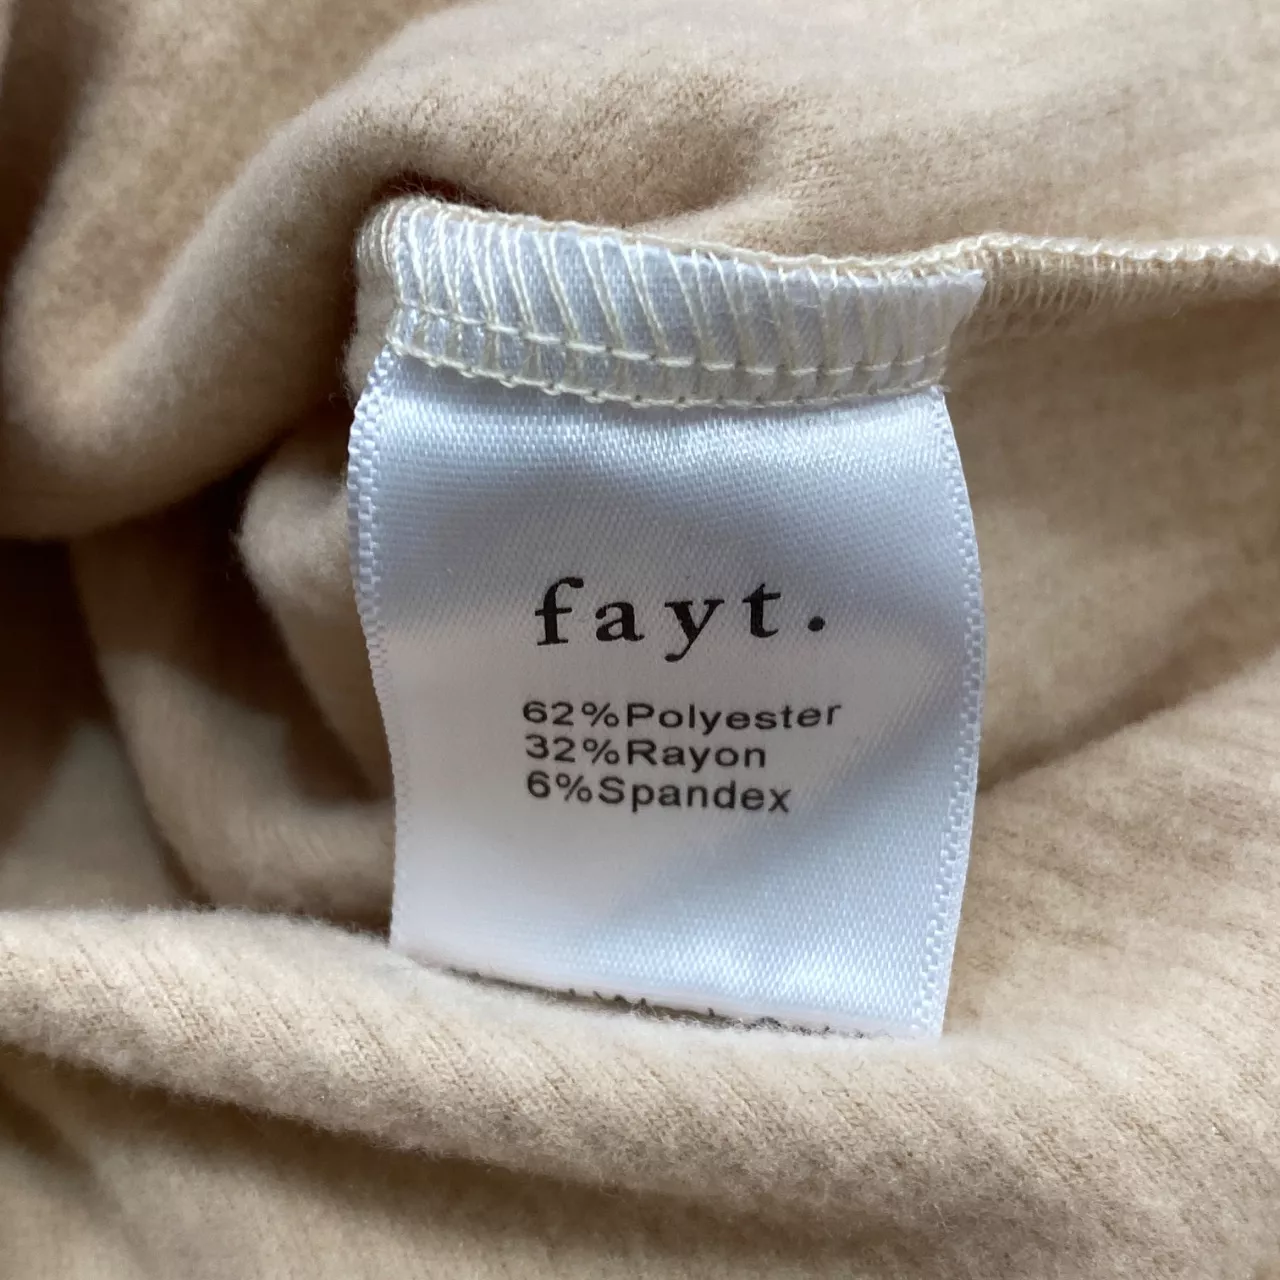 fayt.
62%Polyester
32%Rayon
6%Spandex